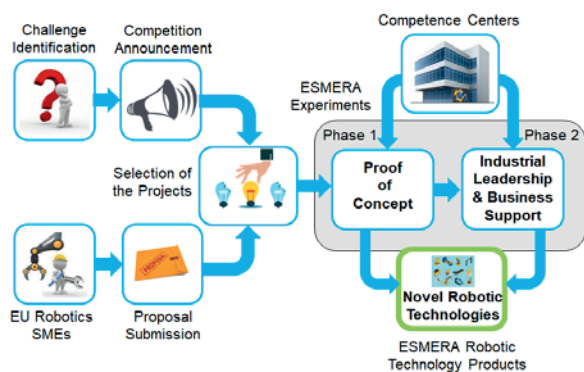 Challenge
Identification
Competition
Announcement
Competence Centers
ESMERA
Experiments
Phase 1
Phase 2
Selection of
the Projects
Proof
of
Concept
Industrial
Leadership
& Business
Support
EU Robotics
SMEs
Proposal
Submission
Novel Robotic
Technologies
ESMERA Robotic
Technology Products